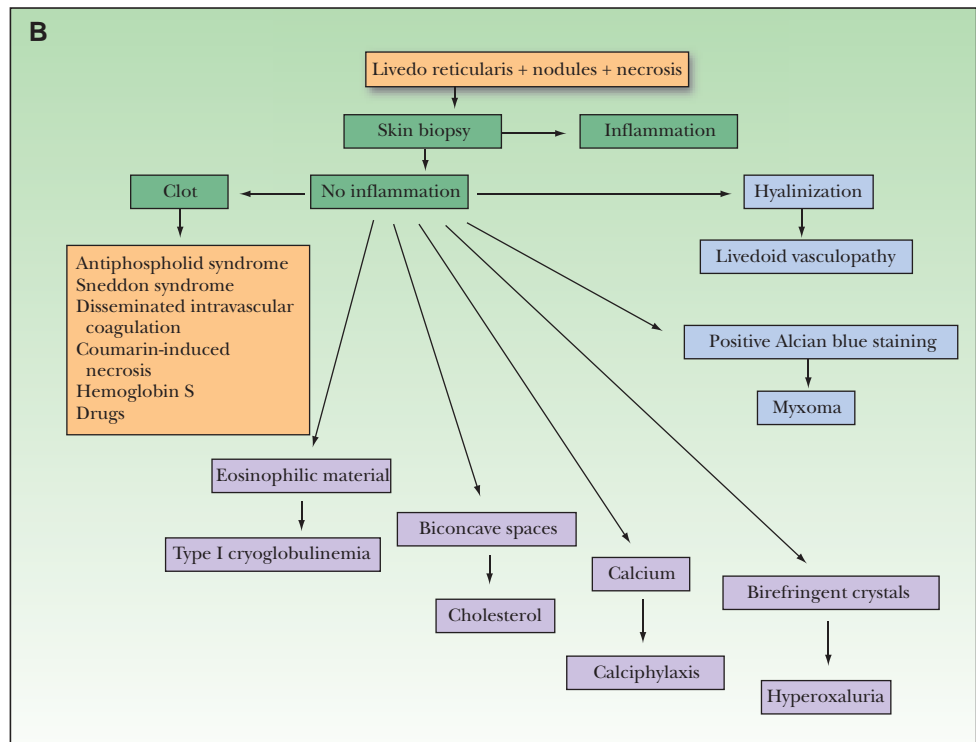 B
Livedo reticularis + nodules + necrosis
Skin biopsy
Inflammation
Clot
No inflammation
Hyalinization
Antiphospholid syndrome
Sneddon syndrome
Disseminated intravascular
coagulation
Coumarin-induced
necrosis
Hemoglobin S
Drugs
Livedoid vasculopathy
Positive Alcian blue staining
Myxoma
Eosinophilic material
Type I cryoglobulinemia
Biconcave spaces
Cholesterol
Calcium
Calciphylaxis
Birefringent crystals
Hyperoxaluria